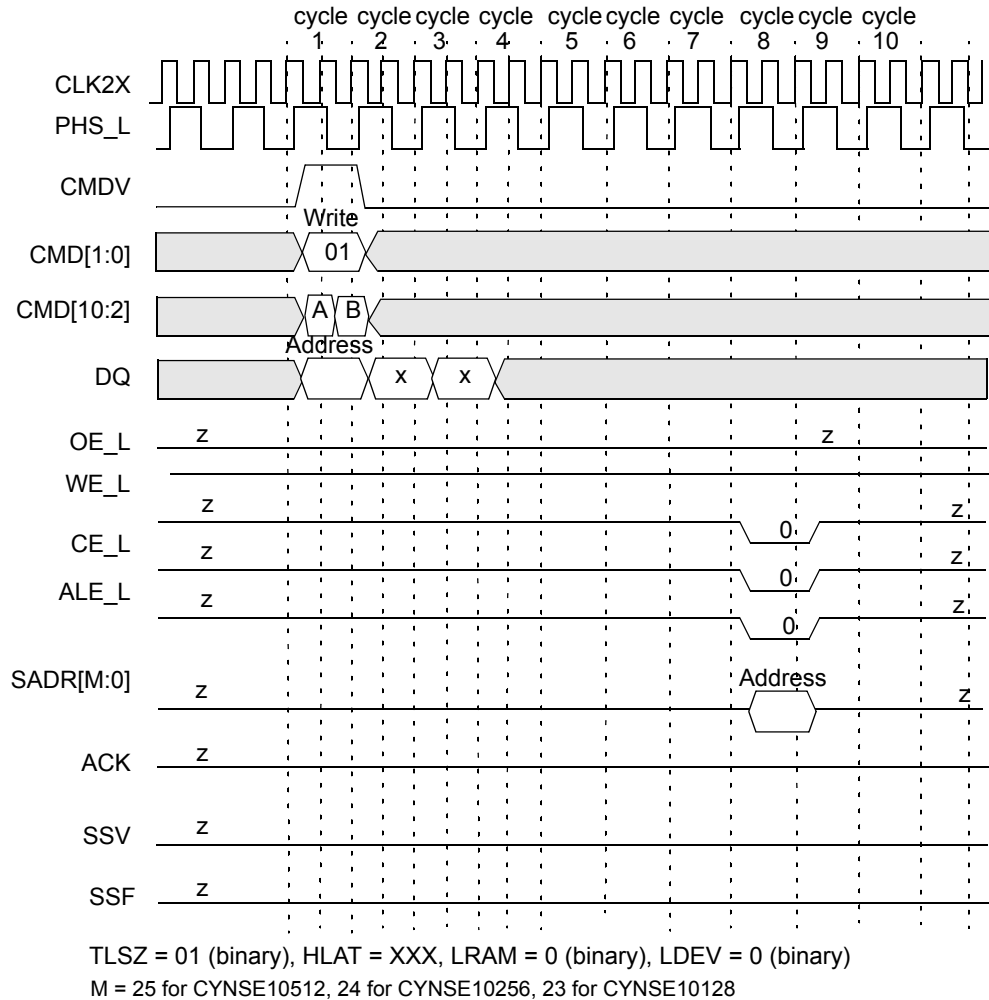 cycle cycle cycle cycle cycle cycle cycle cycle cycle cycle
1 2 3 4 5 6 7 8 9 10
CLK2X
PHS_L
CMDV
Write
CMD[1:0] 01
CMD[10:2] A B
Address
DQ x x
OE_L z z
WE_L
z 0 z
CE_L
z 0 z
ALE_L
z 0 z
Address
SADR[M:0] z z
ACK z
SSV z
SSF z
TLSZ = 01 (binary), HLAT = XXX, LRAM = 0 (binary), LDEV = 0 (binary)
M = 25 for CYNSE10512, 24 for CYNSE10256, 23 for CYNSE10128